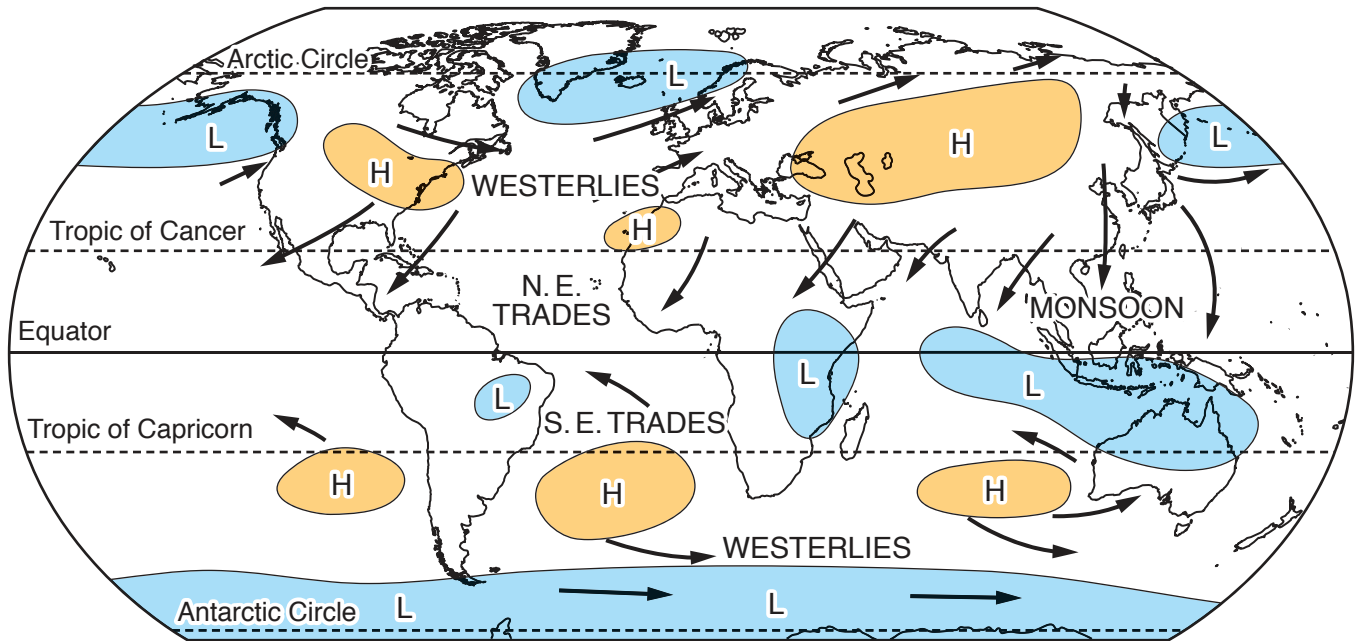 Arctic Circle
L
L
L
H
H
WESTERLIES
H
Tropic of Cancer
N. E.
TRADES
MONSOON
Equator
L
L
L
S. E. TRADES
Tropic of Capricorn
H
H
H
WESTERLIES
Antarctic Circle
L
L